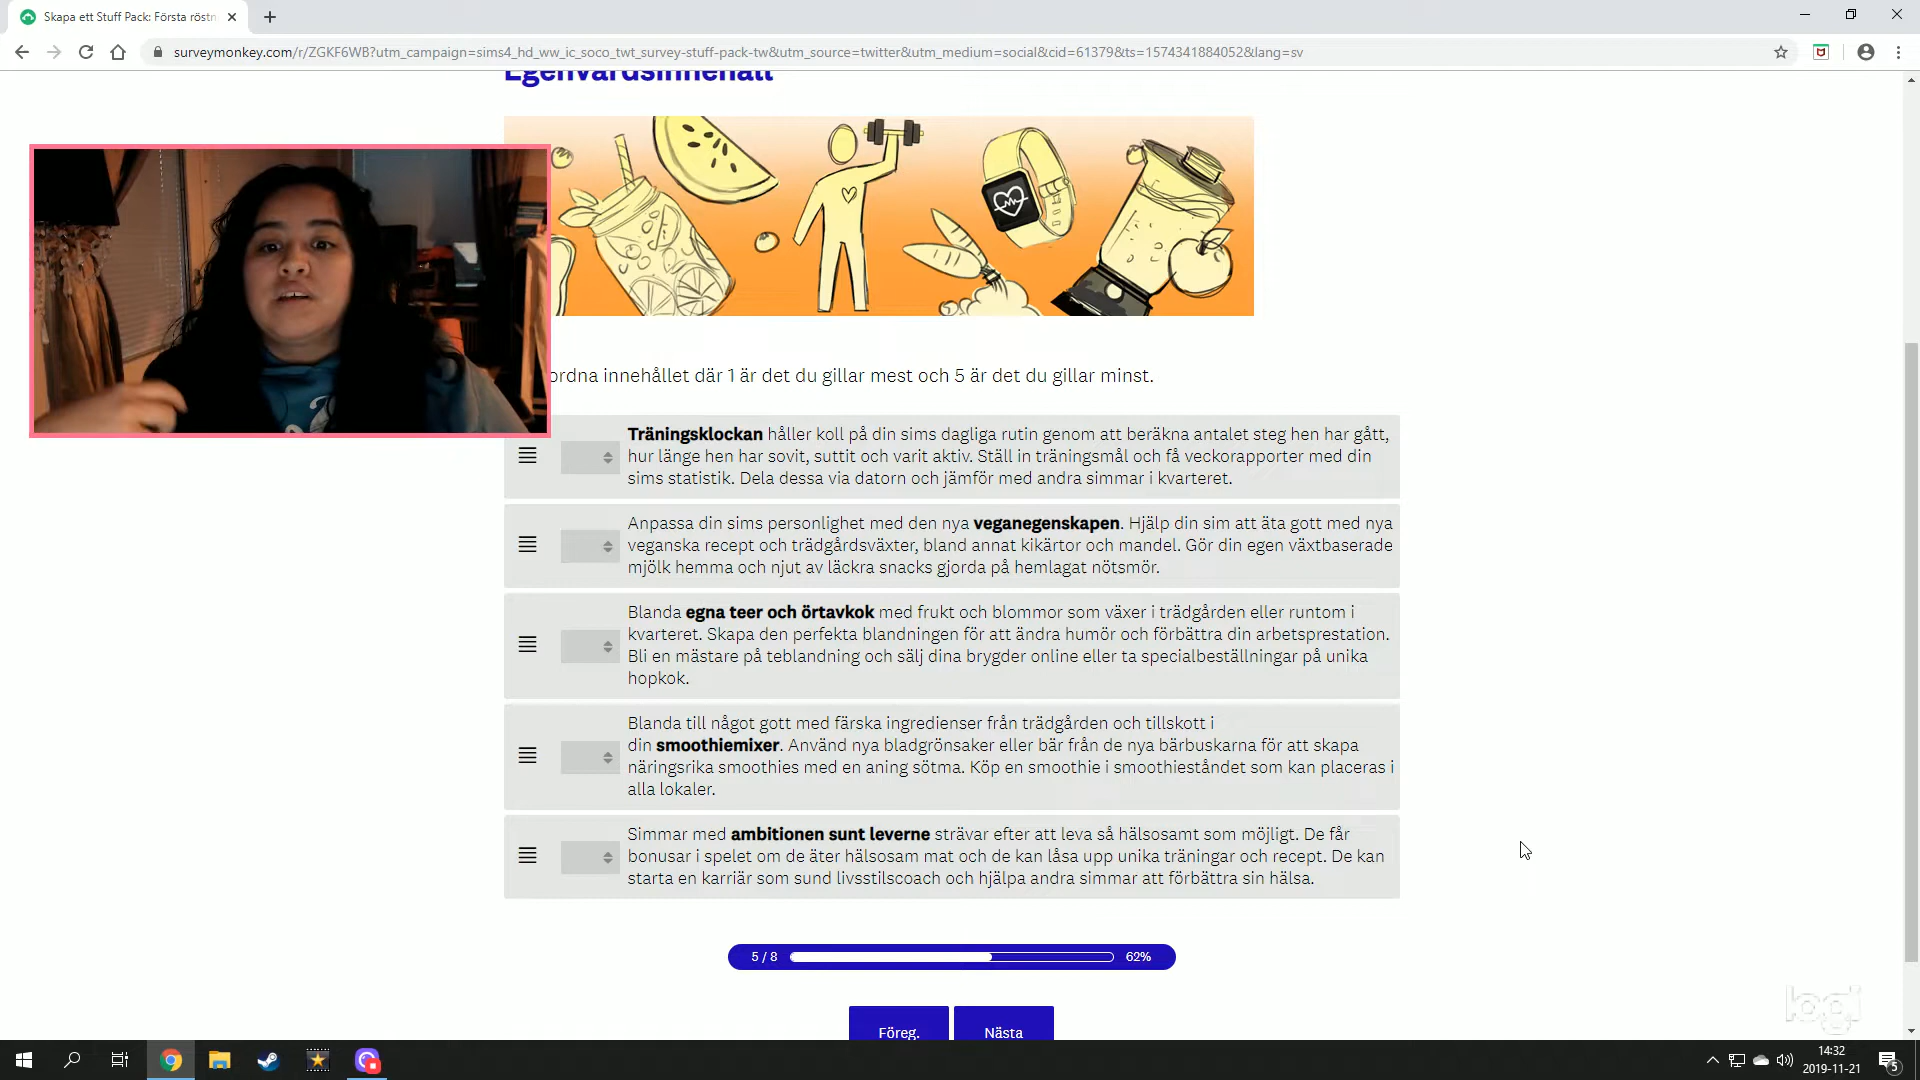 Skapa ett Stuff Pack: Första röstn
surveymonkey.com/r/ZGKF6WB?utm_campaign=sims4_hd_ww_ic_soco_twt_survey-stuff-pack-tw&utm_source=twitter&utm_medium=social&cid=61379&ts=1574341884052&lang=sv
Egenvårdsinnehåll
ordna innehållet där 1 är det du gillar mest och 5 är det du gillar minst.
Träningsklockan håller koll på din sims dagliga rutin genom att beräkna antalet steg hen har gått,
hur länge hen har sovit, suttit och varit aktiv. Ställ in träningsmål och få veckorapporter med din
sims statistik. Dela dessa via datorn och jämför med andra simmar i kvarteret.
Anpassa din sims personlighet med den nya veganegenskapen. Hjälp din sim att äta gott med nya
veganska recept och trädgårdsväxter, bland annat kikärtor och mandel. Gör din egen växtbaserade
mjölk hemma och njut av läckra snacks gjorda på hemlagat nötsmör.
Blanda egna teer och örtavkok med frukt och blommor som växer i trädgården eller runtom i
kvarteret. Skapa den perfekta blandningen för att ändra humör och förbättra din arbetsprestation.
Bli en mästare på teblandning och sälj dina brygder online eller ta specialbeställningar på unika
hopkok.
Blanda till något gott med färska ingredienser från trädgården och tillskott i
din smoothiemixer. Använd nya bladgrönsaker eller bär från de nya bärbuskarna för att skapa
näringsrika smoothies med en aning sötma. Köp en smoothie i smoothieståndet som kan placeras i
alla lokaler.
Simmar med ambitionen sunt leverne strävar efter att leva så hälsosamt som möjligt. De får
bonusar i spelet om de äter hälsosam mat och de kan låsa upp unika träningar och recept. De kan
starta en karriär som sund livsstilscoach och hjälpa andra simmar att förbättra sin hälsa.
5 / 8 62%
Föreg. Nästa
logi
14:32
2019-11-21
5